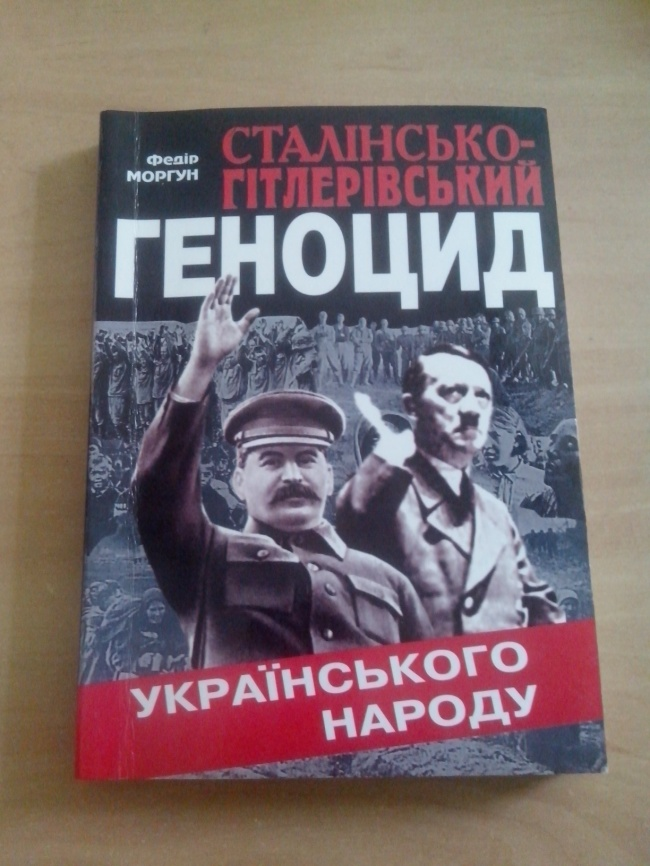 Федір
МОРГУН
СТАЛІНСЬКО-
ГІТЛЕРІВСЬКИЙ
ГЕНОЦИД
УКРАЇНСЬКОГО
НАРОДУ